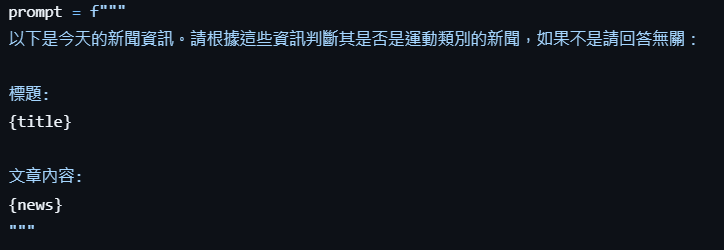 prompt = f"""
以下是今天的新聞資訊。請根據這些資訊判斷其是否是運動類別的新聞，如果不是請回答無關：
標題:
{title}
文章內容:
{news}
"""